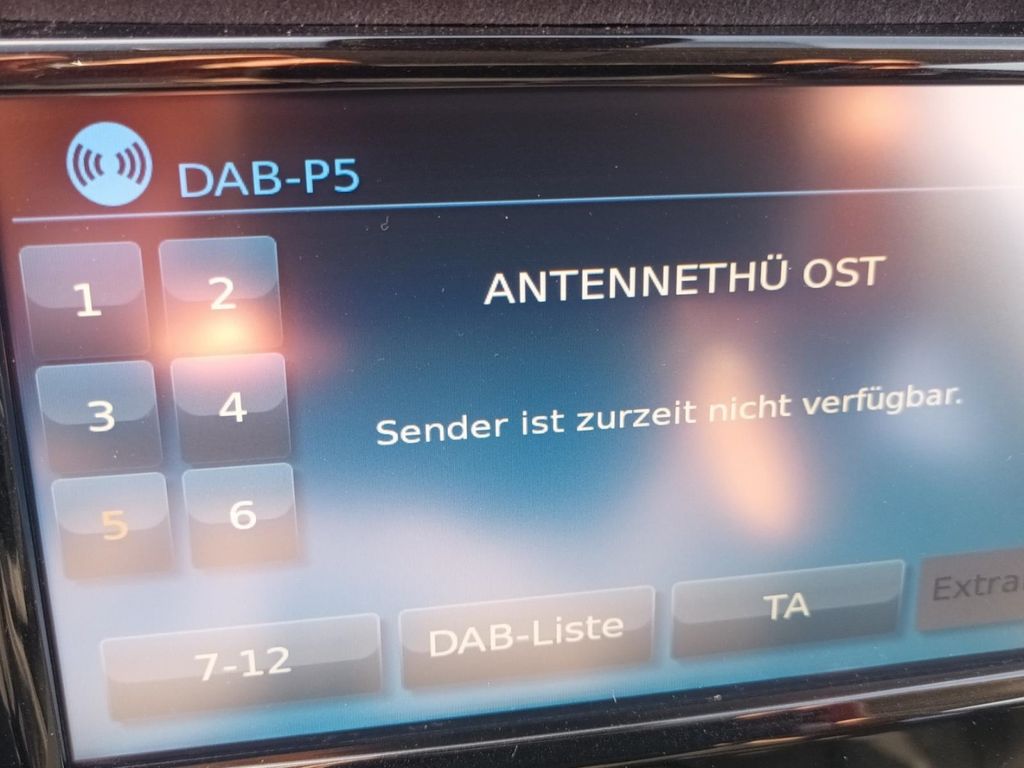 DAB-P5
1 2
ANTENNETHÜ OST
3 4
Sender ist zurzeit nicht verfügbar.
5 6
7-12 DAB-Liste TA Extra